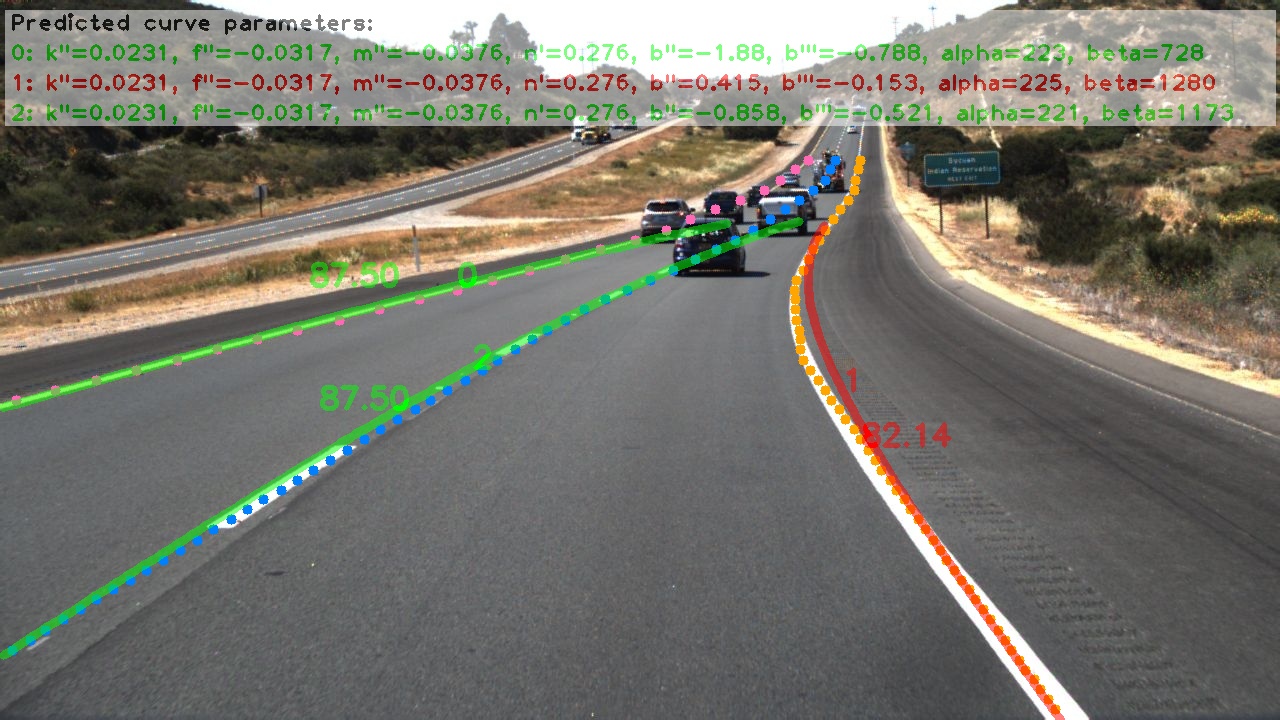 Predicted curve parameters:
0: k''=0.0231, f''=-0.0317, m''=-0.0376, n'=0.276, b''=-1.88, b'''=-0.788, alpha=223, beta=728
1: k''=0.0231, f''=-0.0317, m''=-0.0376, n'=0.276, b''=0.415, b'''=-0.153, alpha=225, beta=1280
2: k''=0.0231, f''=-0.0317, m''=-0.0376, n'=0.276, b''=-0.858, b'''=-0.521, alpha=221, beta=1173
Sycuan
Indian Reservation
NEXT EXIT
87.50 0
2
87.50
1
82.14